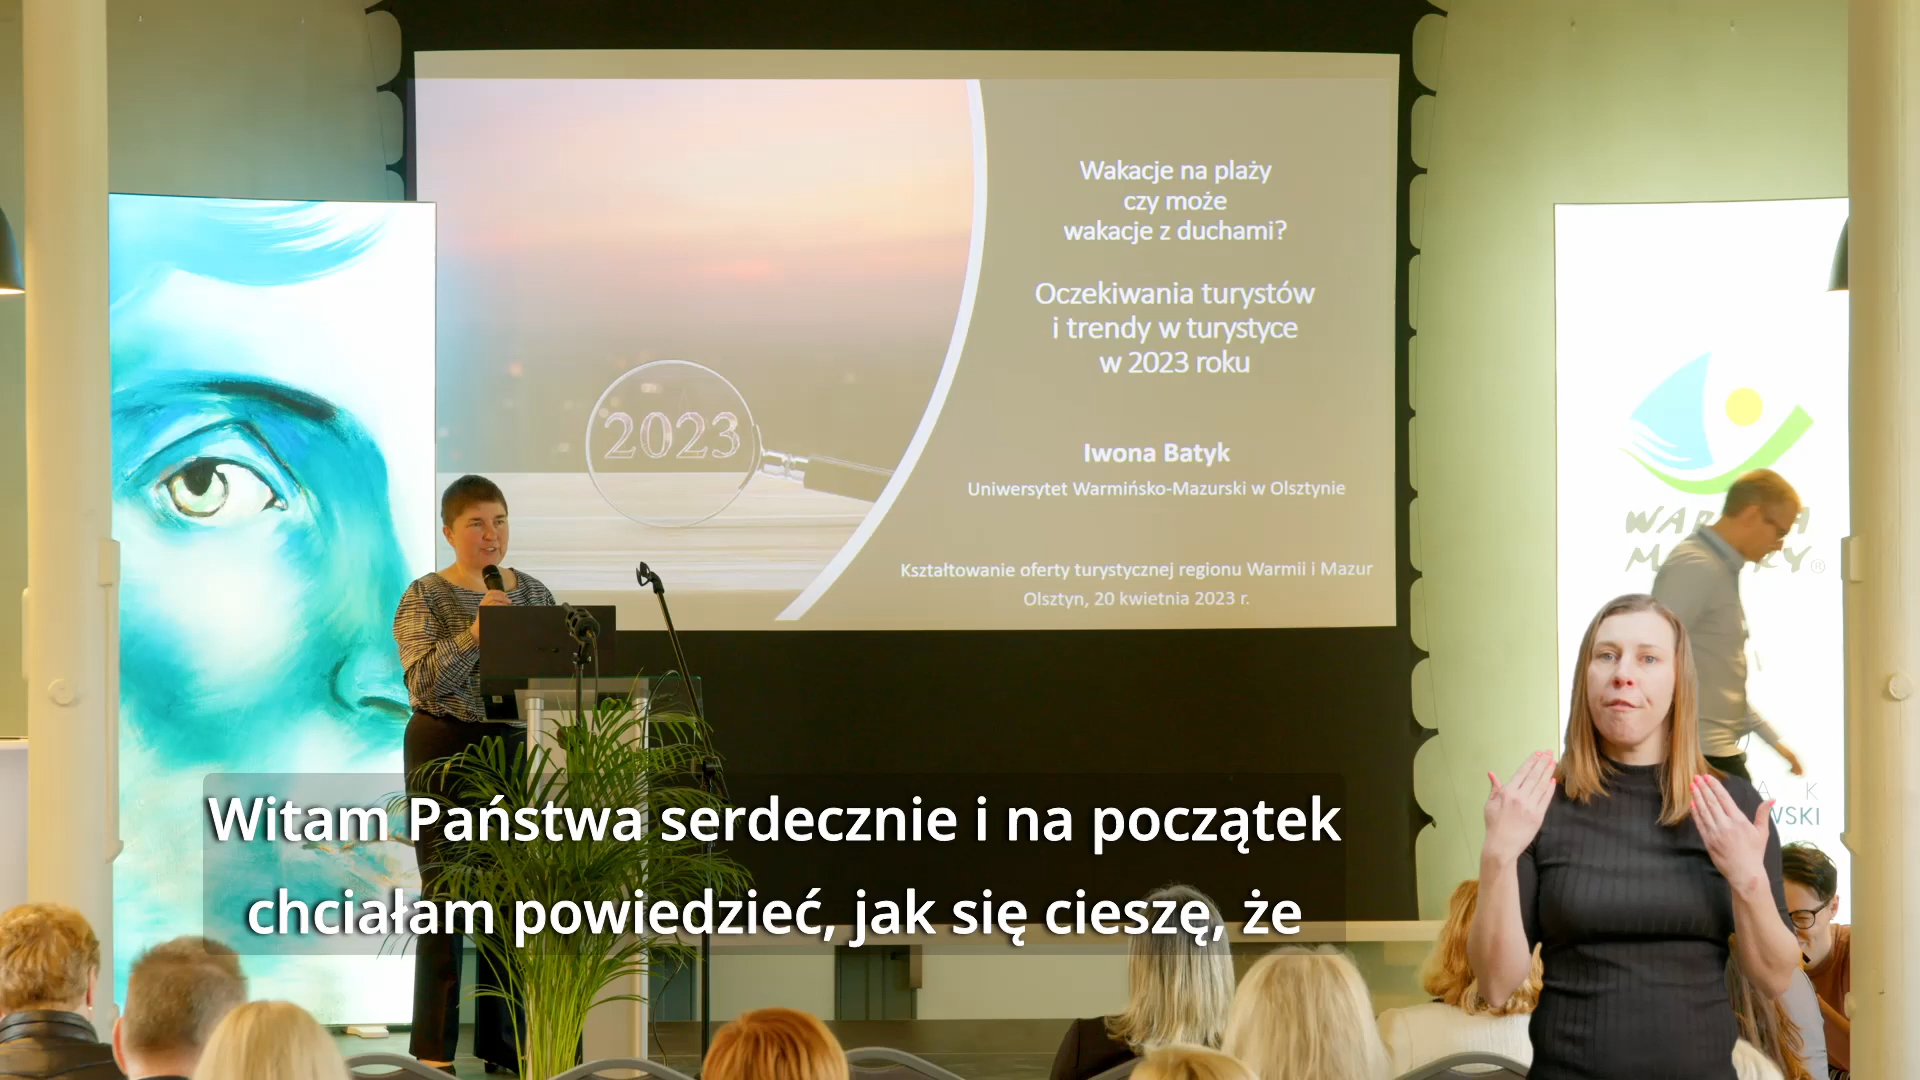 Wakacje na plaży
czy może
wakacje z duchami?
Oczekiwania turystów
i trendy w turystyce
w 2023 roku
2023
Iwona Batyk
Uniwersytet Warmińsko-Mazurski w Olsztynie
Kształtowanie oferty turystycznej regionu Warmii i Mazur
Olsztyn, 20 kwietnia 2023 r.
Witam Państwa serdecznie i na początek
chciałam powiedzieć, jak się cieszę, że